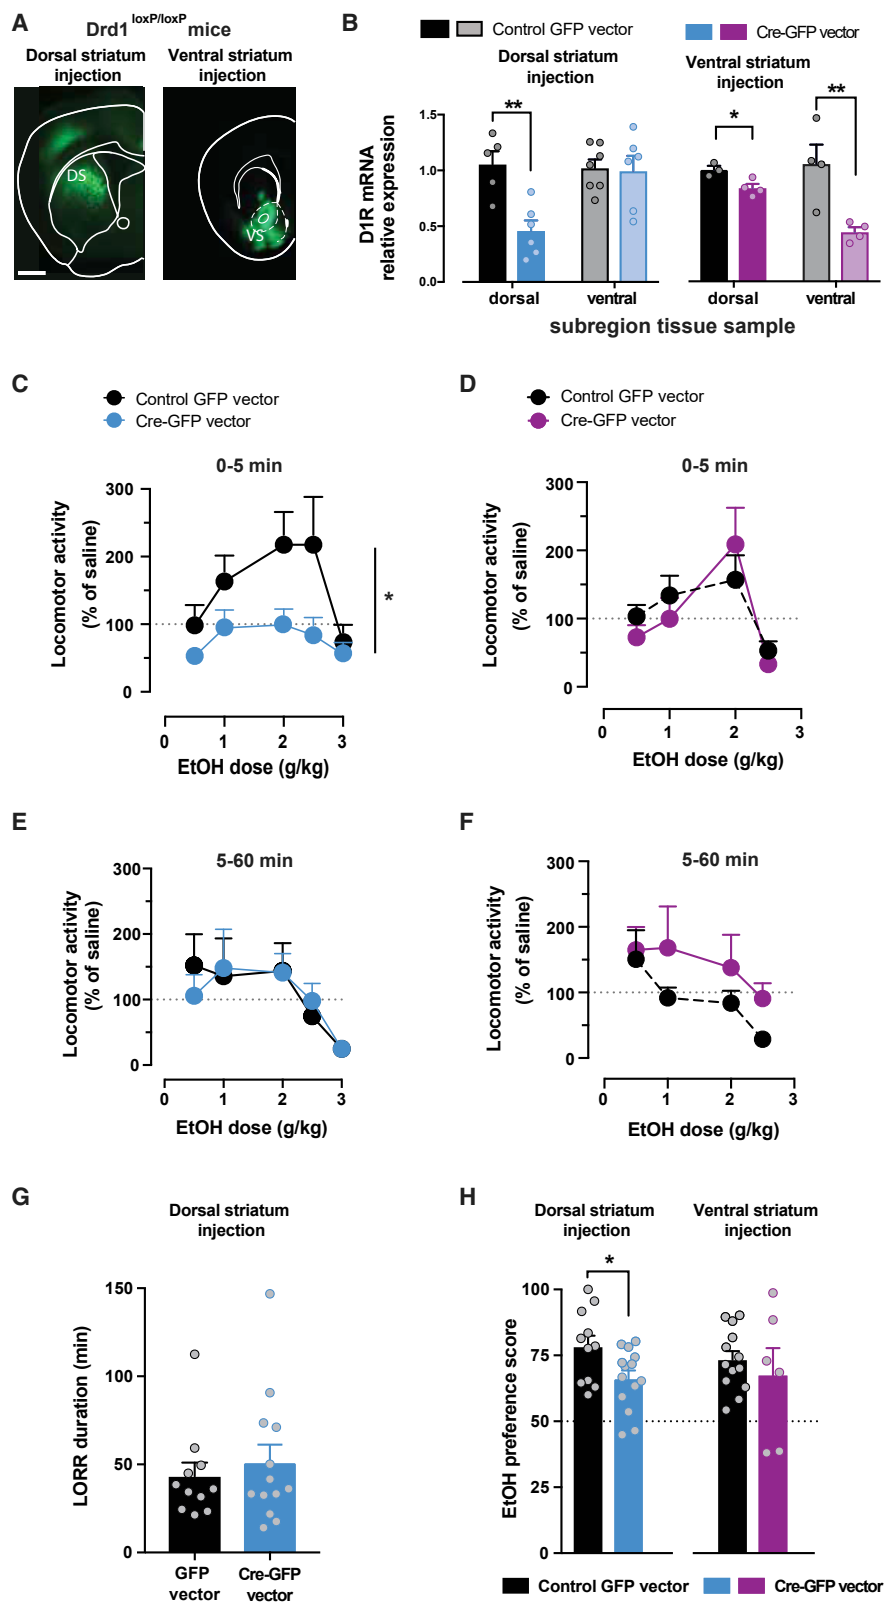 A
Drd1 loxP/loxP mice
Dorsal striatum injection
Ventral striatum injection
DS
VS
B
Control GFP vector
Cre-GFP vector
Dorsal striatum injection
Ventral striatum injection
D1R mRNA relative expression
1.5
1.0
0.5
0.0
**
*
**
dorsal
ventral
dorsal
ventral
subregion tissue sample
C
Control GFP vector
Cre-GFP vector
0-5 min
Locomotor activity (% of saline)
300
200
100
0
*
0 1 2 3
EtOH dose (g/kg)
D
Control GFP vector
Cre-GFP vector
0-5 min
Locomotor activity (% of saline)
300
200
100
0
0 1 2 3
EtOH dose (g/kg)
E
5-60 min
Locomotor activity (% of saline)
300
200
100
0
0 1 2 3
EtOH dose (g/kg)
F
5-60 min
Locomotor activity (% of saline)
300
200
100
0
0 1 2 3
EtOH dose (g/kg)
G
Dorsal striatum injection
LORR duration (min)
150
100
50
0
GFP vector
Cre-GFP vector
H
Dorsal striatum injection
Ventral striatum injection
*
EtOH preference score
100
75
50
25
0
Control GFP vector
Cre-GFP vector